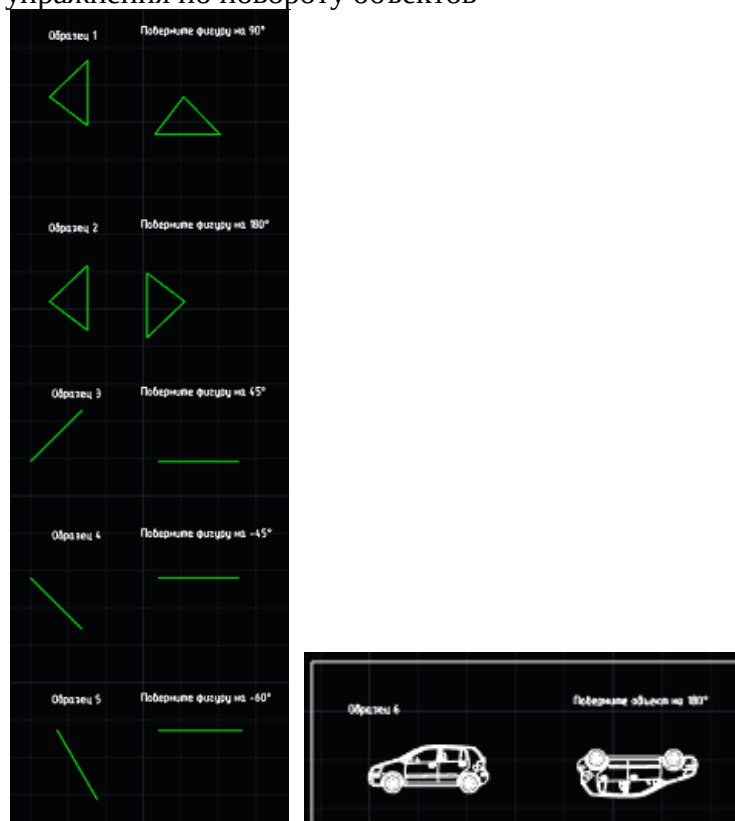 упражнения по повороту объектов
Образец 1
Поверните фигуру на 90°
Образец 2
Поверните фигуру на 180°
Образец 3
Поверните фигуру на 45°
Образец 4
Поверните фигуру на -45°
Образец 5
Поверните фигуру на -60°
Образец 6
Поверните объект на 180°